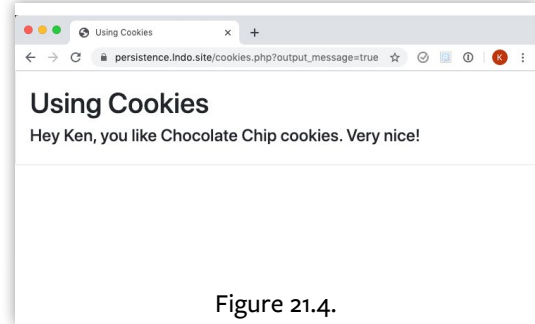 Using Cookies
persistence.lndo.site/cookies.php?output_message=true
K
Using Cookies
Hey Ken, you like Chocolate Chip cookies. Very nice!
Figure 21.4.